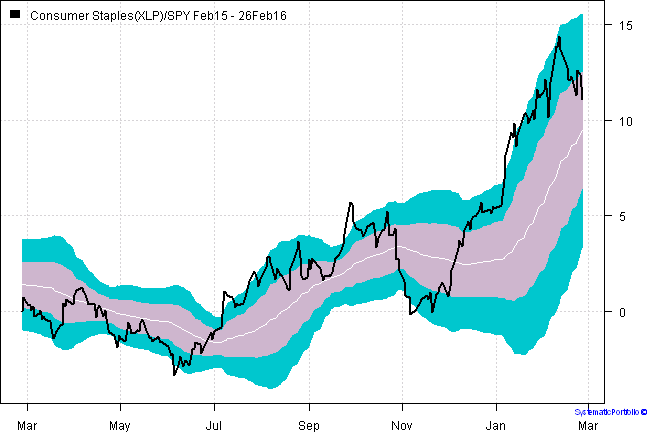 Consumer Staples(XLP)/SPY Feb15 - 26Feb16
15
10
5
0
Mar May Jul Sep Nov Jan Mar
SystematicPortfolio ©